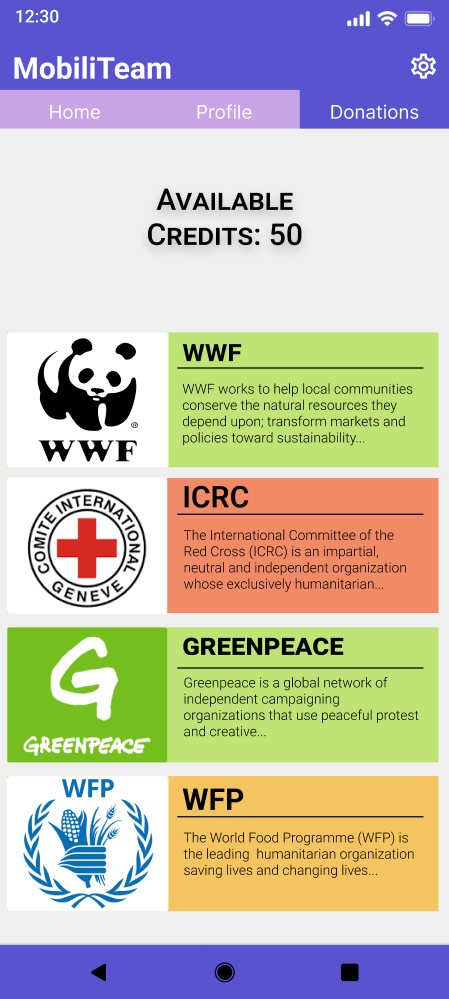 12:30
MobiliTeam
Home Profile Donations
Available
Credits: 50
WWF
WWF works to help local communities
conserve the natural resources they
depend upon; transform markets and
policies toward sustainability...
®
WWF
ICRC
The International Committee of the
Red Cross (ICRC) is an impartial,
neutral and independent organization
whose exclusively humanitarian...
COMITE INTERNATIONAL
GENEVE
GREENPEACE
Greenpeace is a global network of
independent campaigning
organizations that use peaceful protest
and creative...
G
GREENPEACE
WFP
WFP
The World Food Programme (WFP) is
the leading  humanitarian organization
saving lives and changing lives...